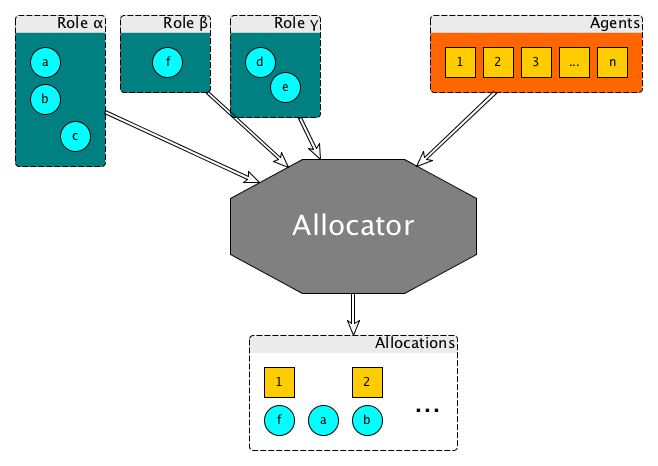 Role α
Role β
Role γ
Agents
a
b
c
f
d
e
1 2 3 ... n
Allocator
Allocations
1 2
f a b ...